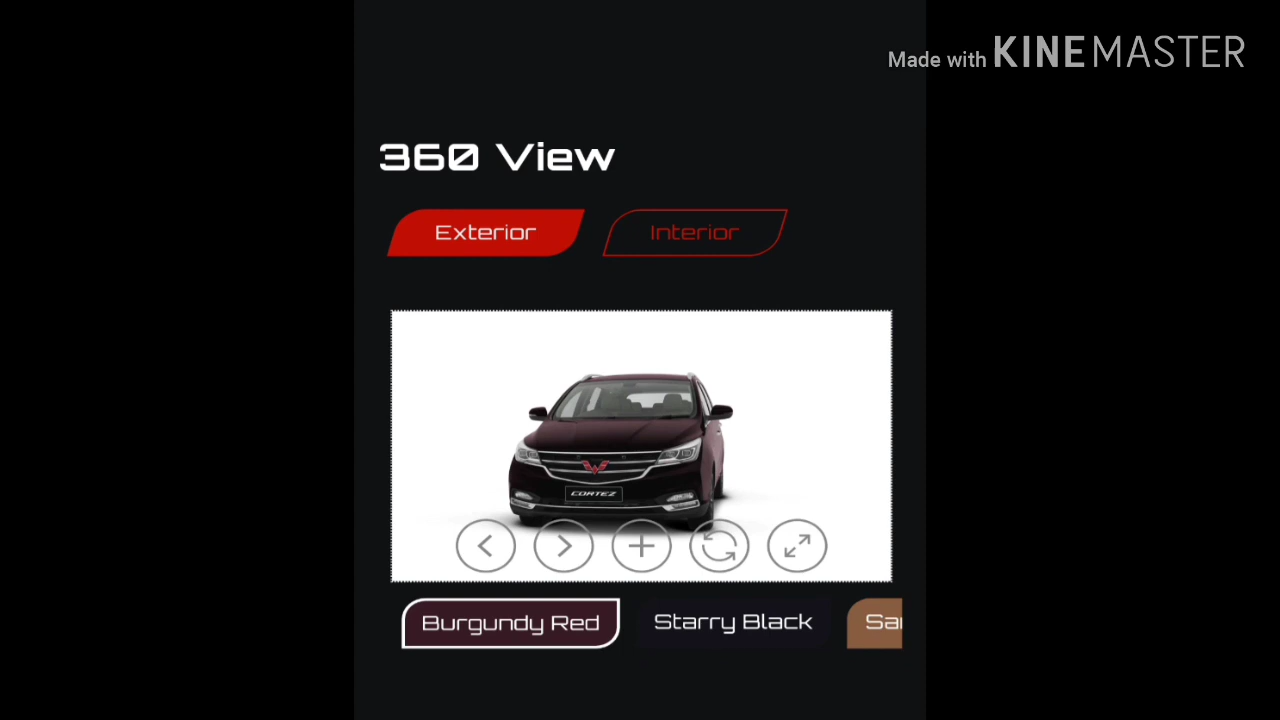 Made with KINEMASTER
360 View
Exterior
Interior
CORTEZ
Burgundy Red
Starry Black